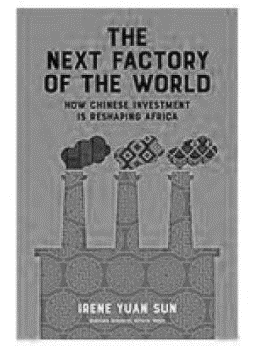 THE
NEXT FACTORY
OF THE WORLD
HOW CHINESE INVESTMENT
IS RESHAPING AFRICA
IRENE YUAN SUN